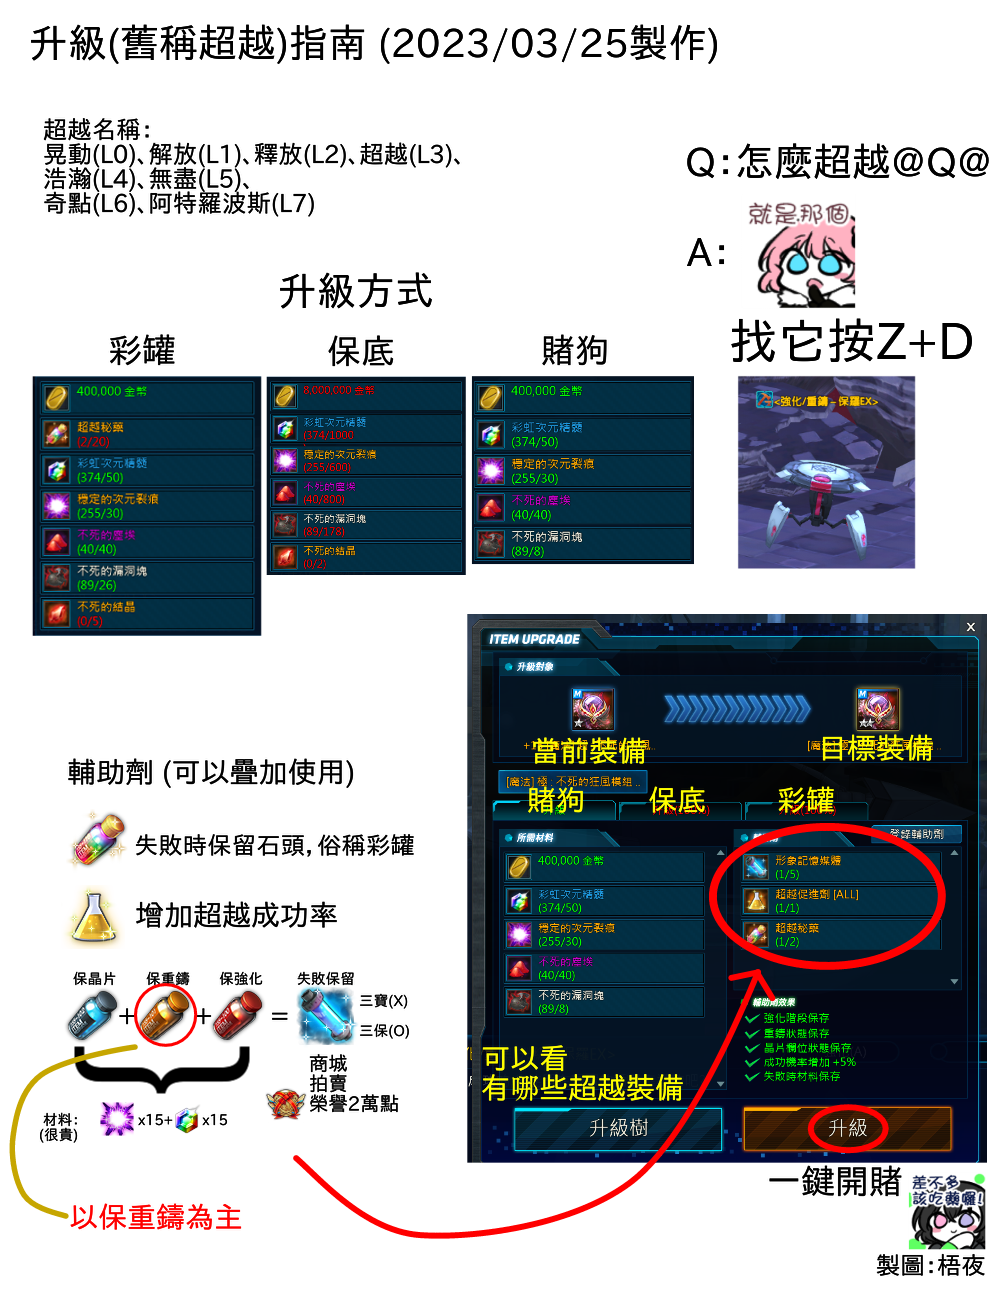 升級(舊稱超越)指南 (2023/03/25製作)
超越名稱:
晃動(L0)、解放(L1)、釋放(L2)、超越(L3)、
浩瀚(L4)、無盡(L5)、
奇點(L6)、阿特羅波斯(L7)
Q:怎麼超越@Q@
就是那個
A:
找它按Z+D
<強化/重鑄 - 保羅EX>
升級方式
彩罐
400,000 金幣
超越秘藥
(2/20)
彩虹次元精髓
(374/50)
穩定的次元裂痕
(255/30)
不死的塵埃
(40/40)
不死的漏洞塊
(89/26)
不死的結晶
(0/5)
保底
8,000,000 金幣
彩虹次元精髓
(374/1000
穩定的次元裂痕
(255/600)
不死的塵埃
(40/800)
不死的漏洞塊
(89/178)
不死的結晶
(0/2)
賭狗
400,000 金幣
彩虹次元精髓
(374/50)
穩定的次元裂痕
(255/30)
不死的塵埃
(40/40)
不死的漏洞塊
(89/8)
ITEM UPGRADE
X
升級對象
M
M
當前裝備
目標裝備
[魔法] 極 : 不死的狂風模組 ..
賭狗
保底
彩罐
所需材料
登錄輔助劑
400,000 金幣
彩虹次元精髓
(374/50)
穩定的次元裂痕
(255/30)
不死的塵埃
(40/40)
不死的漏洞塊
(89/8)
形象記憶媒體
(1/5)
超越促進劑 [ALL]
(1/1)
超越秘藥
(1/2)
輔助劑效果
強化階段保存
重鑄狀態保存
晶片欄位狀態保存
成功機率增加 +5%
失敗時材料保存
可以看
有哪些超越裝備
升級樹
升級
一鍵開賭
輔助劑 (可以疊加使用)
失敗時保留石頭,俗稱彩罐
增加超越成功率
保晶片
保重鑄
保強化
失敗保留
+
+
=
三寶(X)
三保(O)
商城
拍賣
榮譽2萬點
材料:
(很貴)
x15+
x15
以保重鑄為主
差不多
該吃藥囉!
製圖:梧夜